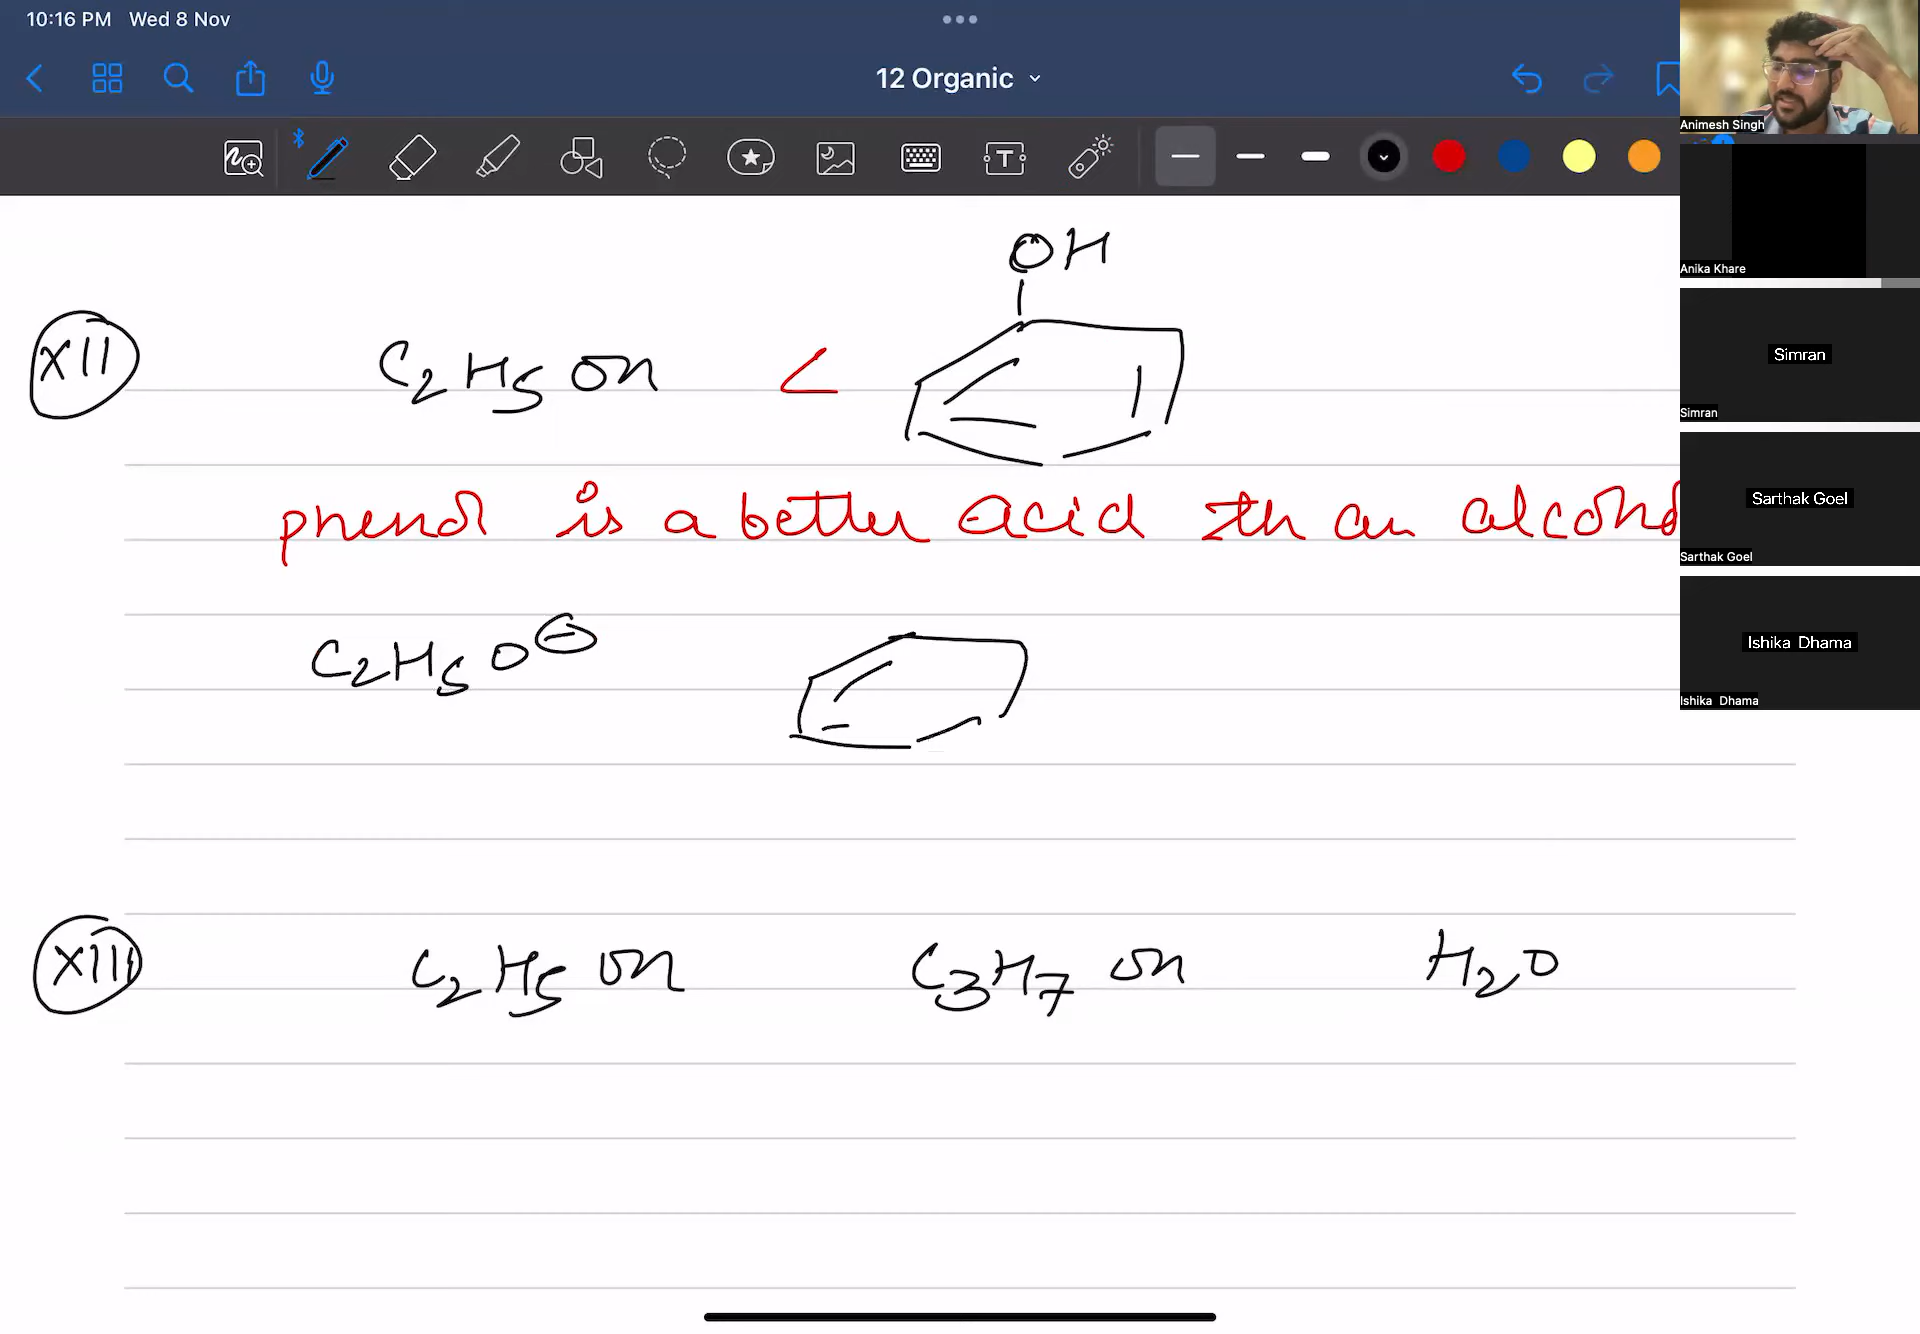 10:16 PM Wed 8 Nov
12 Organic
T
Animesh Singh
Anika Khare
Simran
Simran
Sarthak Goel
Sarthak Goel
Ishika Dhama
Ishika Dhama
OH
XII C2H5OH <
phenol is a better acid th an alcohol
C2H5O⊖
XIII C2H5OH C3H7OH H2O